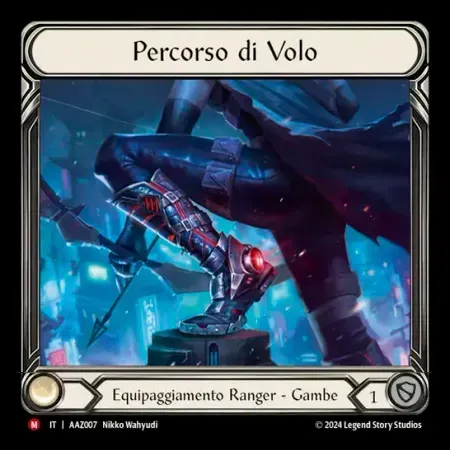 Percorso di Volo
Equipaggiamento Ranger - Gambe
1
M IT | AAZ007 Nikko Wahyudi
© 2024 Legend Story Studios